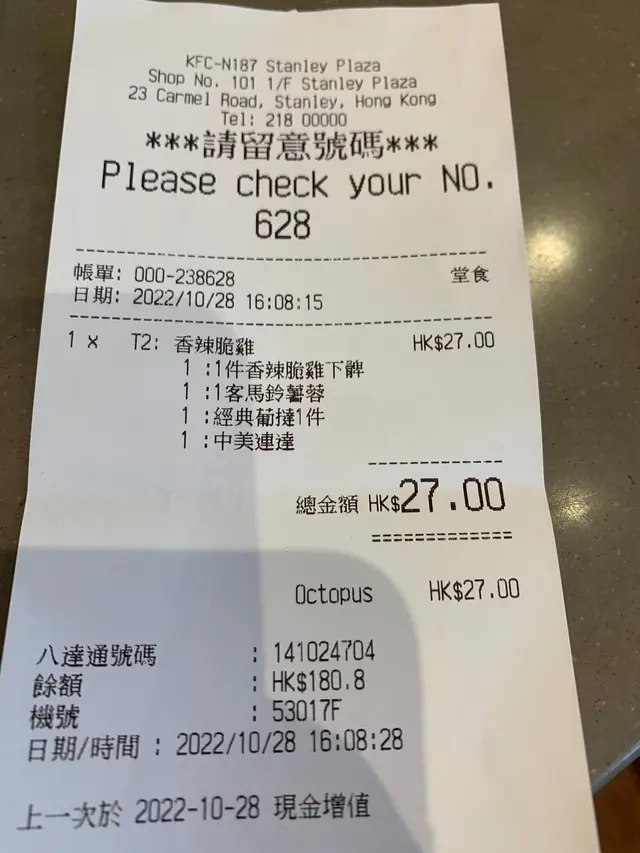 KFC-N187 Stanley Plaza
Shop No. 101 1/F Stanley Plaza
23 Carmel Road, Stanley, Hong Kong
Tel: 218 00000
***請留意號碼***
Please check your NO.
628
帳單: 000-238628 堂食
日期: 2022/10/28 16:08:15
1 x T2: 香辣脆雞 HK$27.00
1 :1件香辣脆雞下髀
1 :1客馬鈴薯蓉
1 :經典葡撻1件
1 :中美連達
總金額 HK$27.00
Octopus HK$27.00
八達通號碼 : 141024704
餘額 : HK$180.8
機號 : 53017F
日期/時間 : 2022/10/28 16:08:28
上一次於 2022-10-28 現金增值